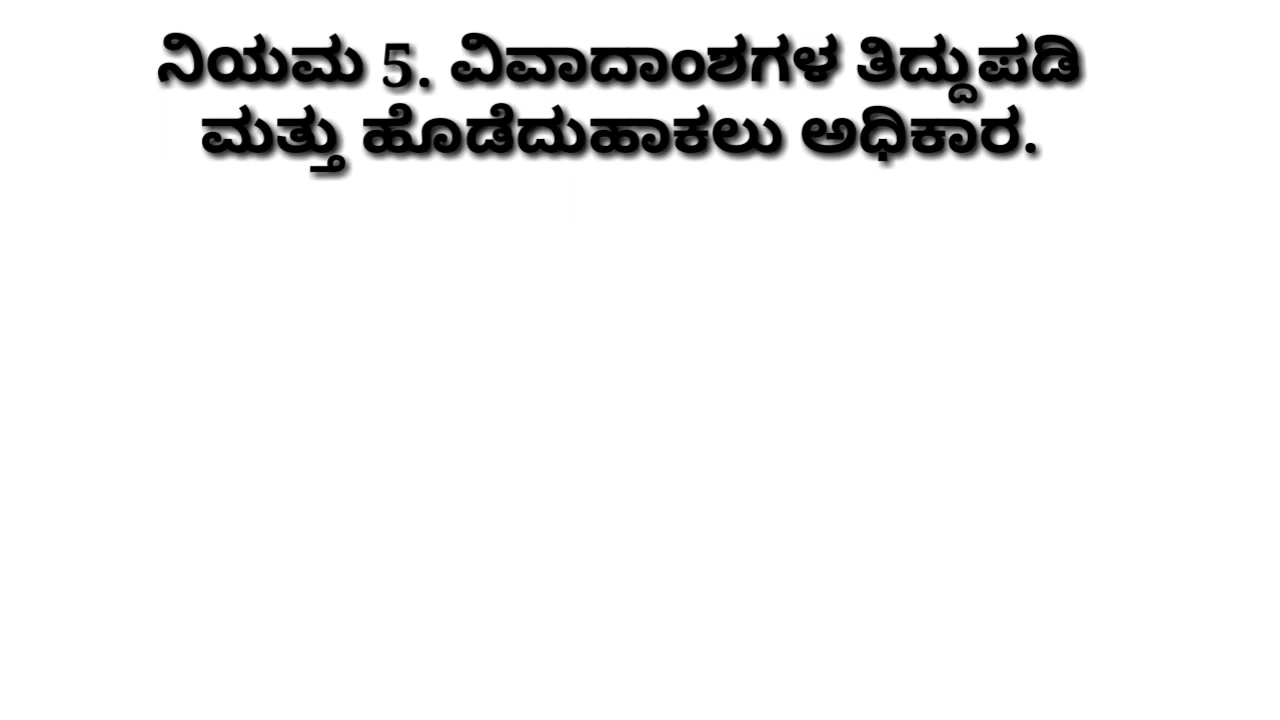 ನಿಯಮ 5. ವಿವಾದಾಂಶಗಳ ತಿದ್ದುಪಡಿ
ಮತ್ತು ಹೊಡೆದುಹಾಕಲು ಅಧಿಕಾರ.